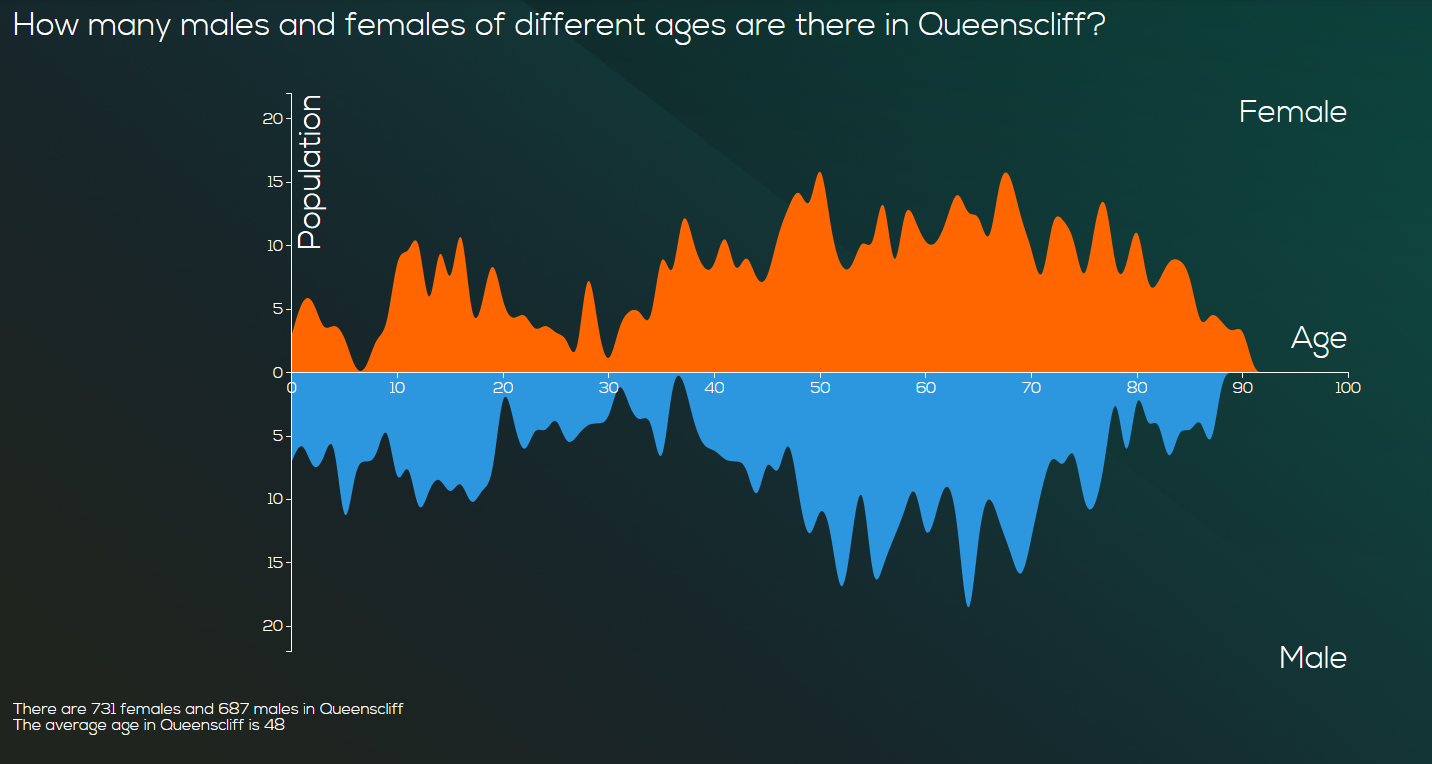 How many males and females of different ages are there in Queenscliff?
Female
Population
20
15
10
5
0
Age
0 10 20 30 40 50 60 70 80 90 100
5
10
15
20
Male
There are 731 females and 687 males in Queenscliff
The average age in Queenscliff is 48